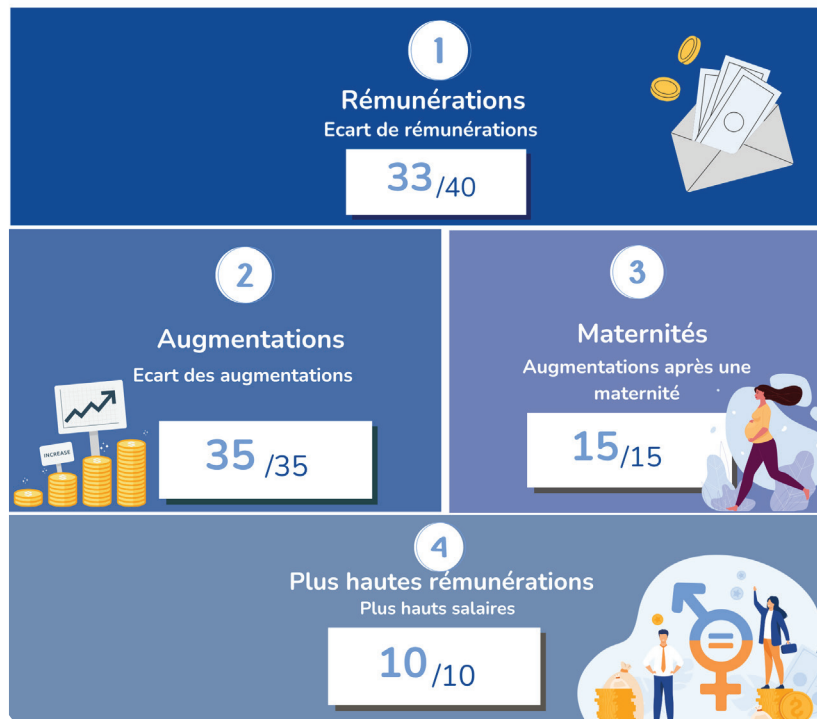 1
Rémunérations
Ecart de rémunérations
33/40
2
Augmentations
Ecart des augmentations
INCREASE
35/35
3
Maternités
Augmentations après une
maternité
15/15
4
Plus hautes rémunérations
Plus hauts salaires
10/10